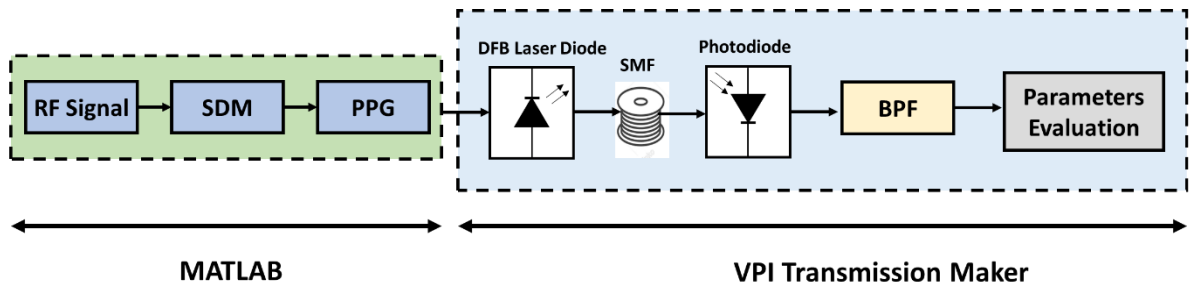 RF Signal
SDM
PPG
DFB Laser Diode
SMF
Photodiode
BPF
Parameters
Evaluation
MATLAB
VPI Transmission Maker